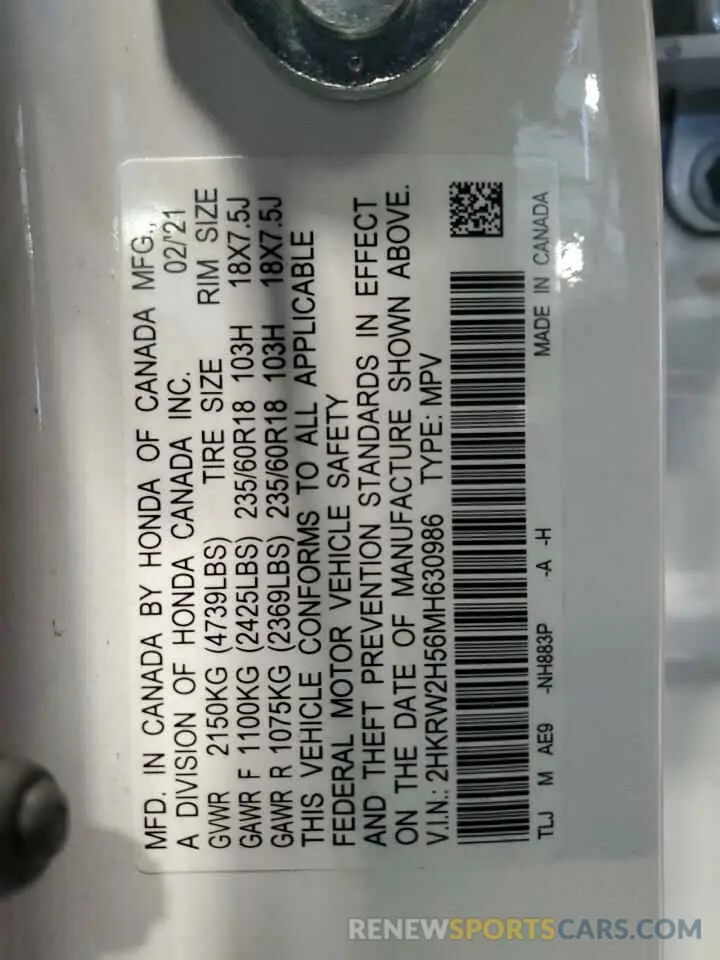 MFD. IN CANADA BY HONDA OF CANADA MFG.,
A DIVISION OF HONDA CANADA INC. 02/'21
GVWR 2150KG (4739LBS) TIRE SIZE RIM SIZE
GAWR F 1100KG (2425LBS) 235/60R18 103H 18X7.5J
GAWR R 1075KG (2369LBS) 235/60R18 103H 18X7.5J
THIS VEHICLE CONFORMS TO ALL APPLICABLE
FEDERAL MOTOR VEHICLE SAFETY
AND THEFT PREVENTION STANDARDS IN EFFECT
ON THE DATE OF MANUFACTURE SHOWN ABOVE.
V.I.N.: 2HKRW2H56MH630986 TYPE: MPV
TLJ M AE9 -NH883P -A -H MADE IN CANADA
RENEWSPORTSCARS.COM